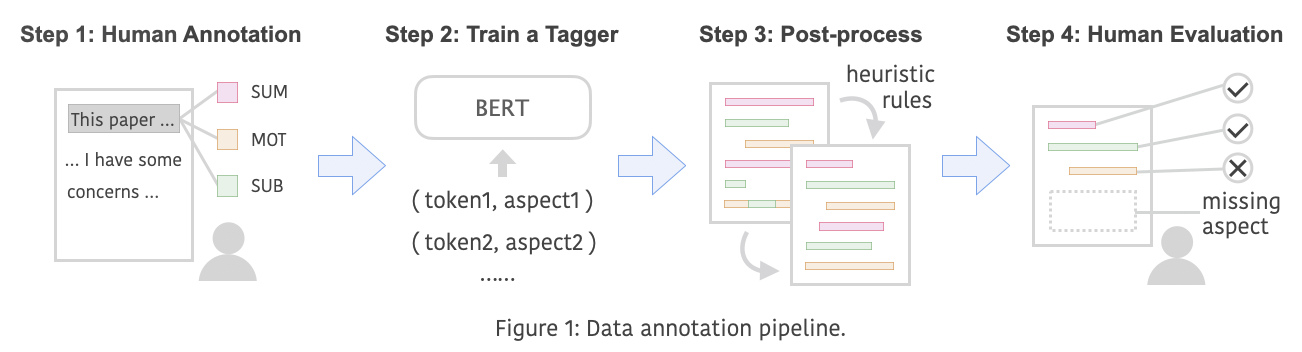 Step 1: Human Annotation
This paper ...
... I have some
concerns ...
SUM
MOT
SUB
Step 2: Train a Tagger
BERT
( token1, aspect1 )
( token2, aspect2 )
......
Step 3: Post-process
heuristic
rules
Step 4: Human Evaluation
missing
aspect
Figure 1: Data annotation pipeline.